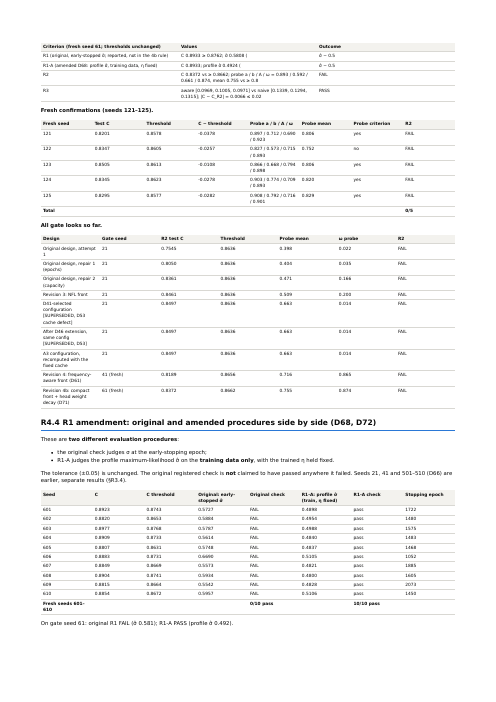 Criterion (fresh seed 61; thresholds unchanged) Values Outcome
R1 (original, early-stopped σ̂; reported, not in the 4b rule) C 0.8933 ≥ 0.8762, σ̂ 0.5808 ( σ̂ − 0.5
R1-A (amended D68; profile σ̂, training data, η fixed) C 0.8933; profile σ̂ 0.4924 ( σ̂ − 0.5
R2 C 0.8372 vs ≥ 0.8662; probe a / b / A / ω = 0.893 / 0.592 / 0.661 / 0.874, mean 0.755 vs ≥ 0.8 FAIL
R3 aware [0.0969, 0.1005, 0.0971] vs naive [0.1339, 0.1294, 0.1315]; |C − C_R2| = 0.0066 ≤ 0.02 PASS
Fresh confirmations (seeds 121–125).
Fresh seed Test C Threshold C − threshold Probe a / b / A / ω Probe mean Probe criterion R2
121 0.8201 0.8578 -0.0378 0.897 / 0.712 / 0.690 / 0.923 0.806 yes FAIL
122 0.8347 0.8605 -0.0257 0.827 / 0.573 / 0.715 / 0.893 0.752 no FAIL
123 0.8505 0.8613 -0.0108 0.866 / 0.668 / 0.794 / 0.898 0.806 yes FAIL
124 0.8345 0.8623 -0.0278 0.903 / 0.774 / 0.709 / 0.893 0.820 yes FAIL
125 0.8295 0.8577 -0.0282 0.908 / 0.792 / 0.716 / 0.901 0.829 yes FAIL
Total 0/5
All gate looks so far.
Design Gate seed R2 test C Threshold Probe mean ω probe R2
Original design, attempt 1 21 0.7545 0.8636 0.398 0.022 FAIL
Original design, repair 1 (epochs) 21 0.8050 0.8636 0.404 0.035 FAIL
Original design, repair 2 (capacity) 21 0.8361 0.8636 0.471 0.166 FAIL
Revision 3: NFL front 21 0.8461 0.8636 0.509 0.200 FAIL
D41-selected configuration [SUPERSEDED, D53 cache defect] 21 0.8497 0.8636 0.663 0.014 FAIL
After D46 extension, same config [SUPERSEDED, D53] 21 0.8497 0.8636 0.663 0.014 FAIL
A3 configuration, recomputed with the fixed cache 21 0.8497 0.8636 0.663 0.014 FAIL
Revision 4: frequency-aware front (D61) 41 (fresh) 0.8189 0.8656 0.716 0.865 FAIL
Revision 4b: compact front + head weight decay (D71) 61 (fresh) 0.8372 0.8662 0.755 0.874 FAIL
R4.4 R1 amendment: original and amended procedures side by side (D68, D72)
These are two different evaluation procedures:
• the original check judges σ at the early-stopping epoch;
• R1-A judges the profile maximum-likelihood σ̂ on the training data only, with the trained η held fixed.
The tolerance (±0.05) is unchanged. The original registered check is not claimed to have passed anywhere it failed. Seeds 21, 41 and 501–510 (D66) are earlier, separate results (§R3.4).
Seed C C threshold Original: early-stopped σ̂ Original check R1-A: profile σ̂ (train, η fixed) R1-A check Stopping epoch
601 0.8923 0.8743 0.5727 FAIL 0.4898 pass 1722
602 0.8820 0.8653 0.5884 FAIL 0.4954 pass 1480
603 0.8977 0.8768 0.5787 FAIL 0.4988 pass 1575
604 0.8909 0.8733 0.5614 FAIL 0.4840 pass 1483
605 0.8807 0.8631 0.5748 FAIL 0.4837 pass 1468
606 0.8883 0.8731 0.6690 FAIL 0.5105 pass 1052
607 0.8849 0.8669 0.5573 FAIL 0.4821 pass 1885
608 0.8904 0.8741 0.5934 FAIL 0.4800 pass 1605
609 0.8815 0.8664 0.5542 FAIL 0.4828 pass 2073
610 0.8854 0.8672 0.5957 FAIL 0.5106 pass 1450
Fresh seeds 601–610 0/10 pass 10/10 pass
On gate seed 61: original R1 FAIL (σ̂ 0.581); R1-A PASS (profile σ̂ 0.492).